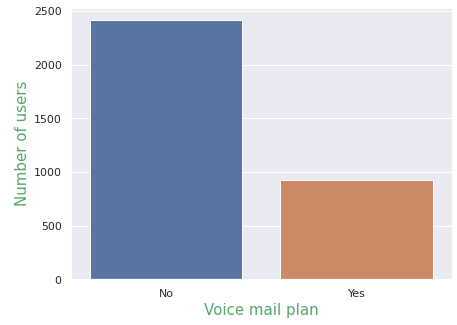 2500
2000
1500
1000
500
0
Number of users
No
Yes
Voice mail plan